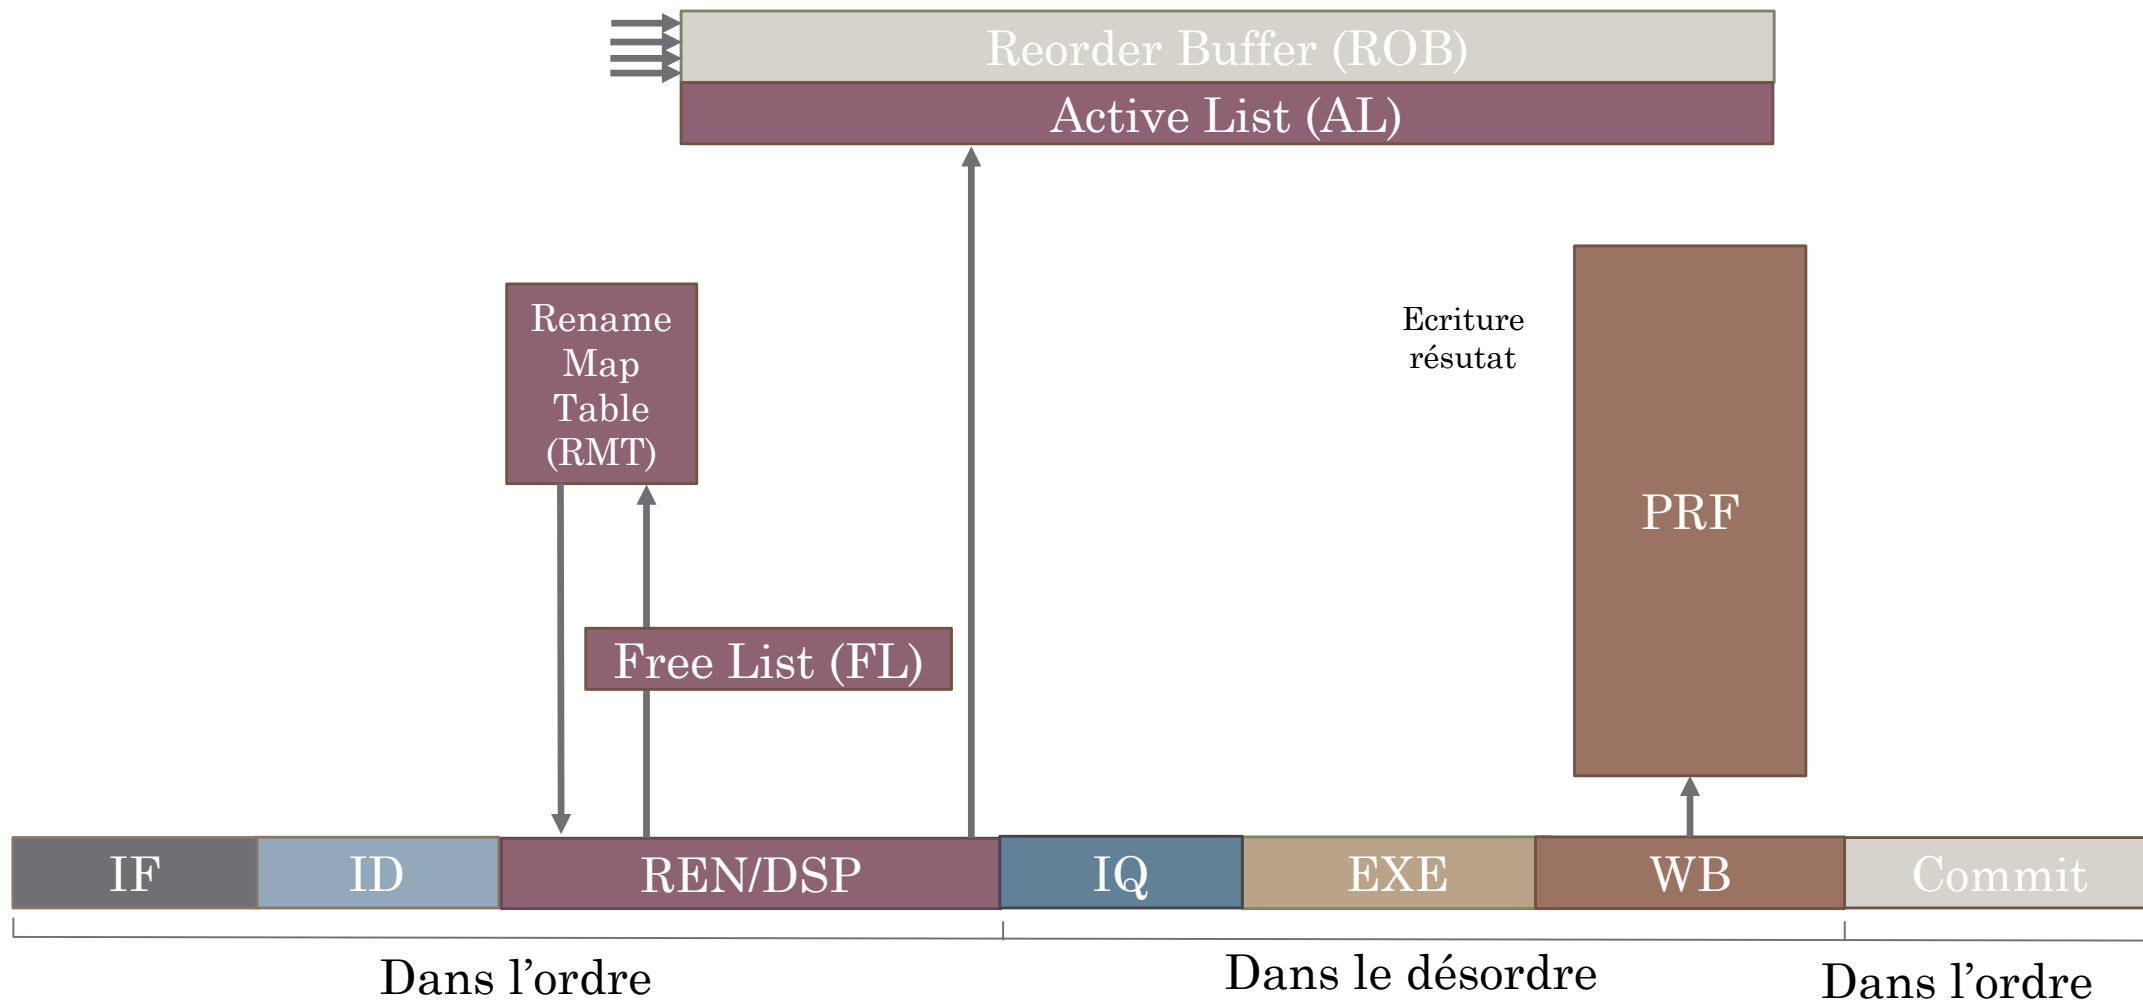 Reorder Buffer (ROB)
Active List (AL)
Rename
Map
Table
(RMT)
Ecriture
résutat
PRF
Free List (FL)
IF
ID
REN/DSP
IQ
EXE
WB
Commit
Dans l’ordre
Dans le désordre
Dans l’ordre